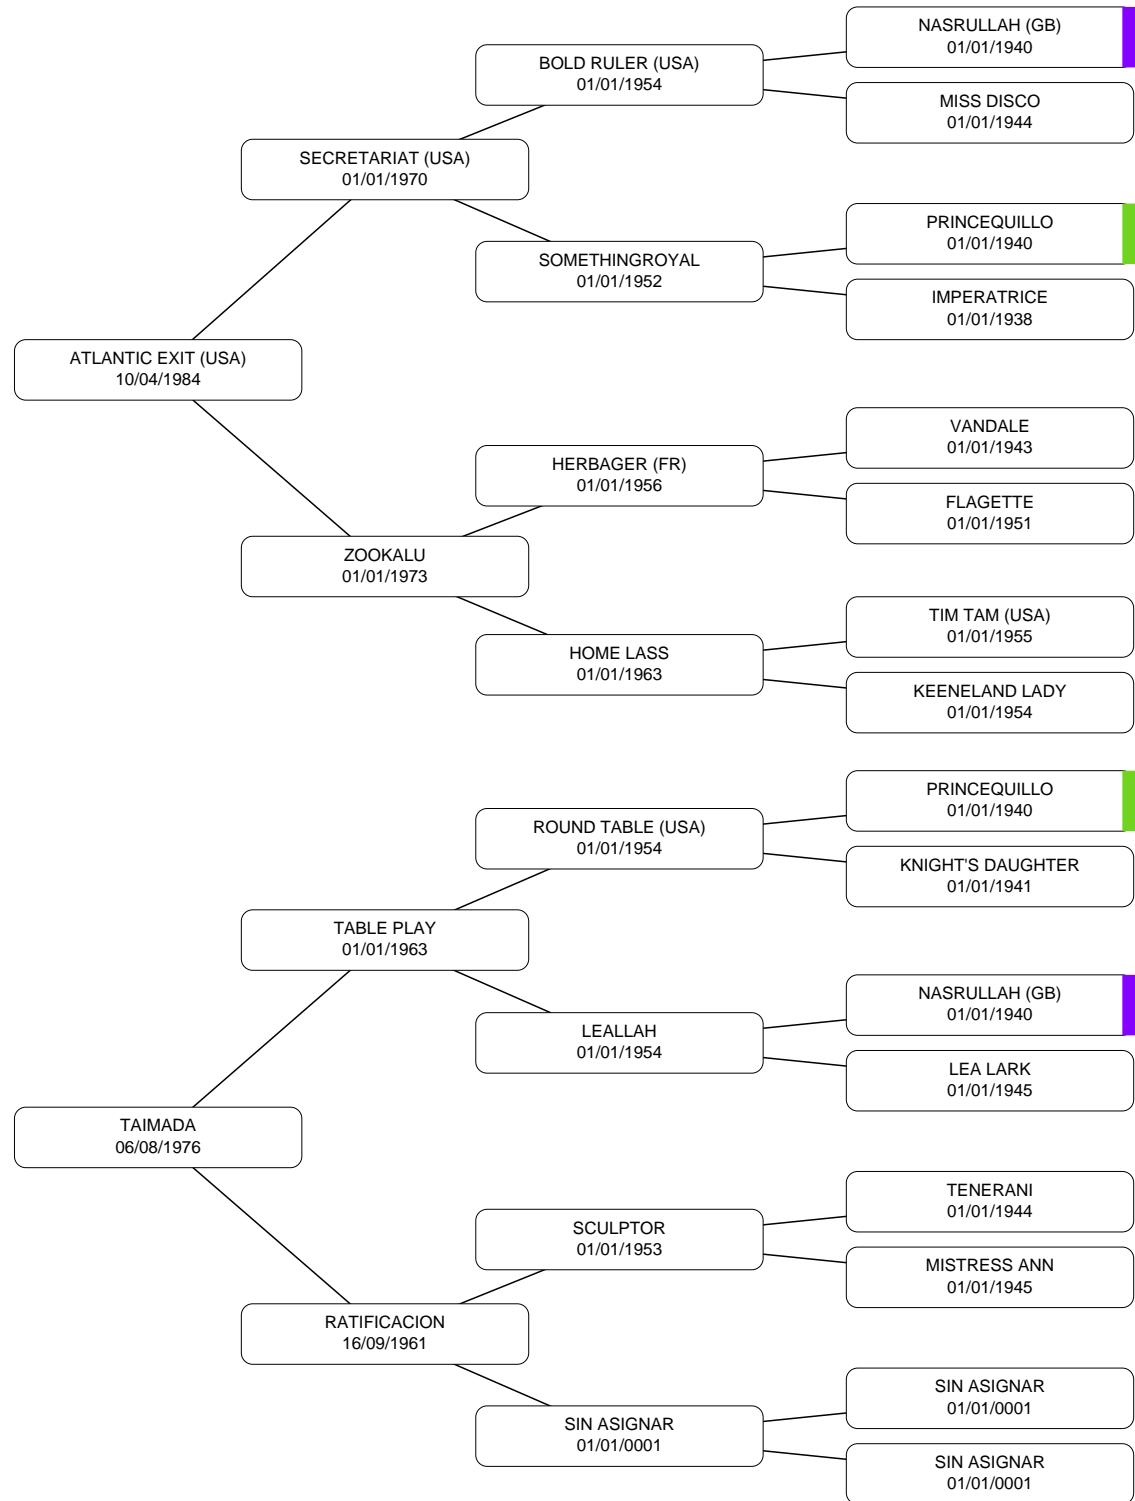 NASRULLAH (GB)
01/01/1940
BOLD RULER (USA)
01/01/1954
MISS DISCO
01/01/1944
SECRETARIAT (USA)
01/01/1970
PRINCEQUILLO
01/01/1940
SOMETHINGROYAL
01/01/1952
IMPERATRICE
01/01/1938
ATLANTIC EXIT (USA)
10/04/1984
VANDALE
01/01/1943
HERBAGER (FR)
01/01/1956
FLAGETTE
01/01/1951
ZOOKALU
01/01/1973
TIM TAM (USA)
01/01/1955
HOME LASS
01/01/1963
KEENELAND LADY
01/01/1954
PRINCEQUILLO
01/01/1940
ROUND TABLE (USA)
01/01/1954
KNIGHT'S DAUGHTER
01/01/1941
TABLE PLAY
01/01/1963
NASRULLAH (GB)
01/01/1940
LEALLAH
01/01/1954
LEA LARK
01/01/1945
TAIMADA
06/08/1976
TENERANI
01/01/1944
SCULPTOR
01/01/1953
MISTRESS ANN
01/01/1945
RATIFICACION
16/09/1961
SIN ASIGNAR
01/01/0001
SIN ASIGNAR
01/01/0001
SIN ASIGNAR
01/01/0001